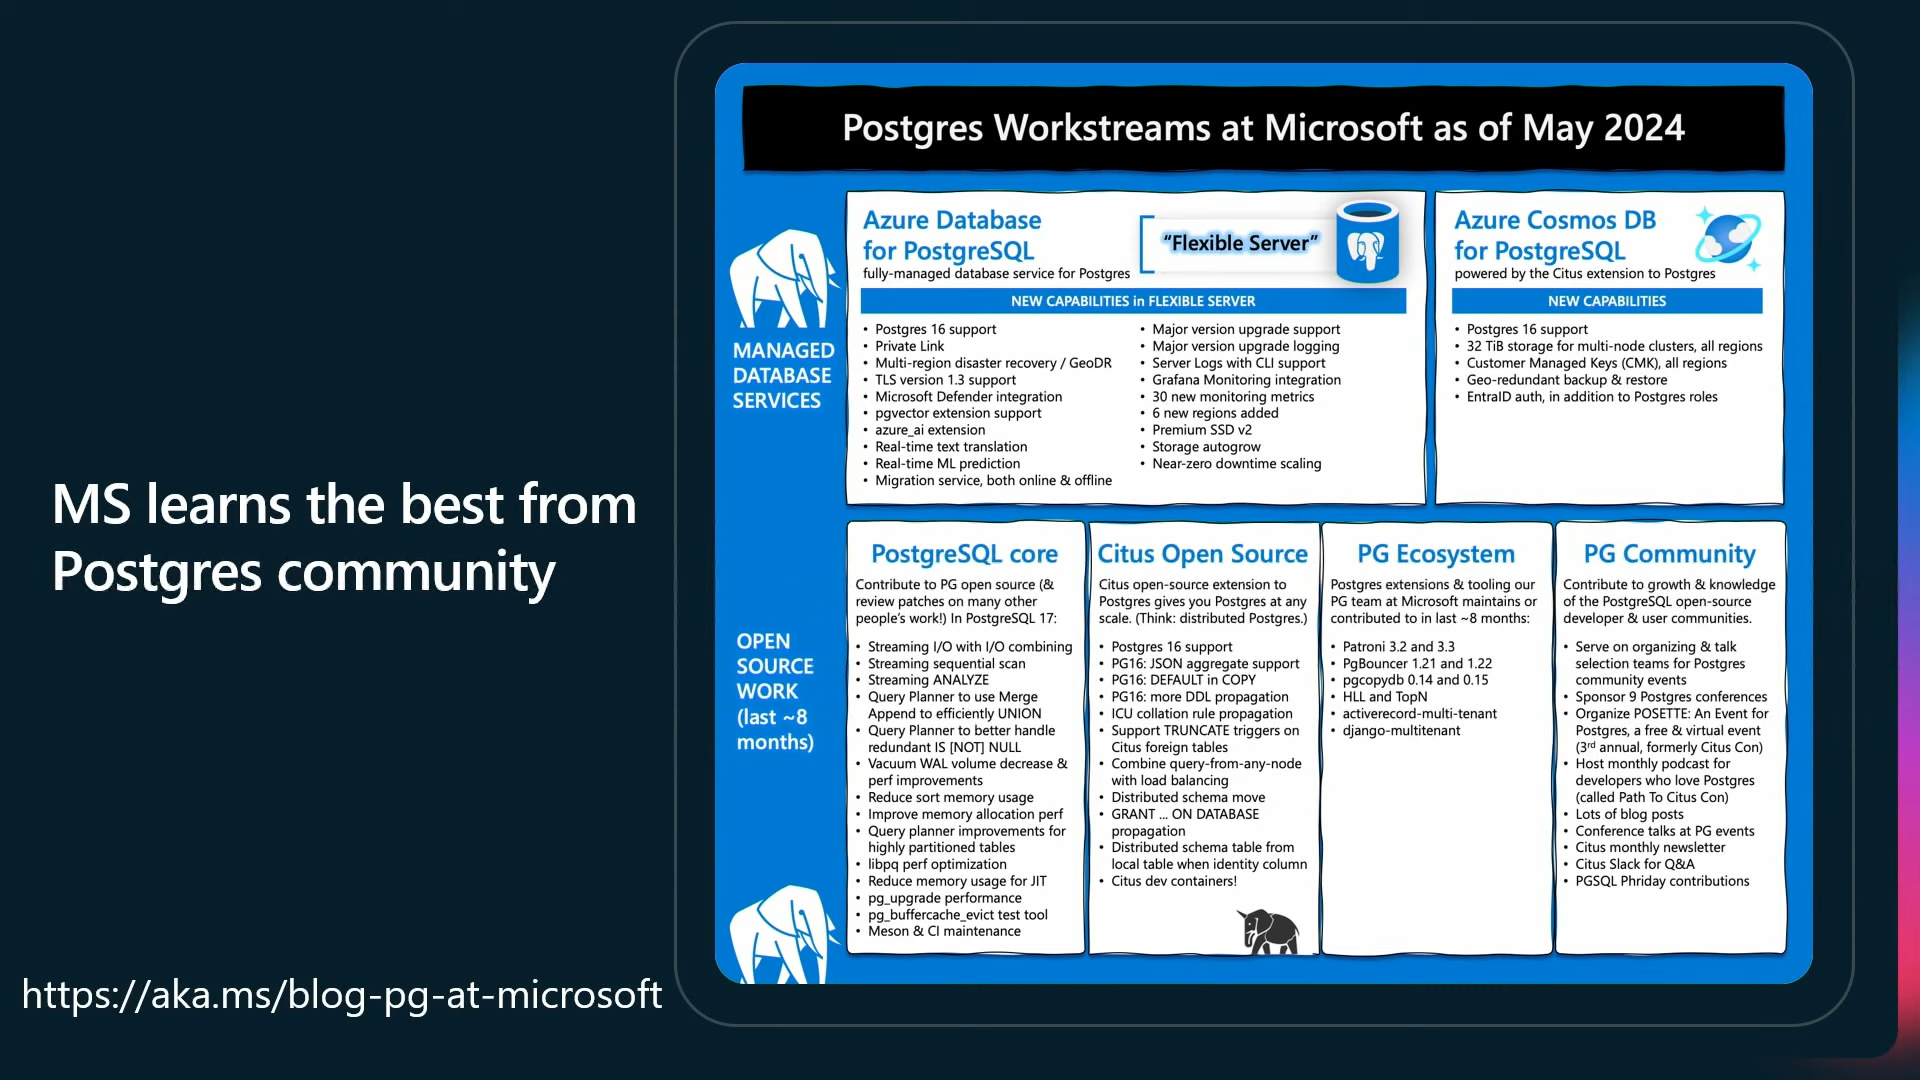 MS learns the best from
Postgres community
https://aka.ms/blog-pg-at-microsoft
Postgres Workstreams at Microsoft as of May 2024
MANAGED
DATABASE
SERVICES
Azure Database
for PostgreSQL
fully-managed database service for Postgres
“Flexible Server”
NEW CAPABILITIES in FLEXIBLE SERVER
• Postgres 16 support
• Private Link
• Multi-region disaster recovery / GeoDR
• TLS version 1.3 support
• Microsoft Defender integration
• pgvector extension support
• azure_ai extension
• Real-time text translation
• Real-time ML prediction
• Migration service, both online & offline
• Major version upgrade support
• Major version upgrade logging
• Server Logs with CLI support
• Grafana Monitoring integration
• 30 new monitoring metrics
• 6 new regions added
• Premium SSD v2
• Storage autogrow
• Near-zero downtime scaling
Azure Cosmos DB
for PostgreSQL
powered by the Citus extension to Postgres
NEW CAPABILITIES
• Postgres 16 support
• 32 TiB storage for multi-node clusters, all regions
• Customer Managed Keys (CMK), all regions
• Geo-redundant backup & restore
• EntraID auth, in addition to Postgres roles
OPEN
SOURCE
WORK
(last ~8
months)
PostgreSQL core
Contribute to PG open source (&
review patches on many other
people’s work!) In PostgreSQL 17:
• Streaming I/O with I/O combining
• Streaming sequential scan
• Streaming ANALYZE
• Query Planner to use Merge
Append to efficiently UNION
• Query Planner to better handle
redundant IS [NOT] NULL
• Vacuum WAL volume decrease &
perf improvements
• Reduce sort memory usage
• Improve memory allocation perf
• Query planner improvements for
highly partitioned tables
• libpq perf optimization
• Reduce memory usage for JIT
• pg_upgrade performance
• pg_buffercache_evict test tool
• Meson & CI maintenance
Citus Open Source
Citus open-source extension to
Postgres gives you Postgres at any
scale. (Think: distributed Postgres.)
• Postgres 16 support
• PG16: JSON aggregate support
• PG16: DEFAULT in COPY
• PG16: more DDL propagation
• ICU collation rule propagation
• Support TRUNCATE triggers on
Citus foreign tables
• Combine query-from-any-node
with load balancing
• Distributed schema move
• GRANT ... ON DATABASE
propagation
• Distributed schema table from
local table when identity column
• Citus dev containers!
PG Ecosystem
Postgres extensions & tooling our
PG team at Microsoft maintains or
contributed to in last ~8 months:
• Patroni 3.2 and 3.3
• PgBouncer 1.21 and 1.22
• pgcopydb 0.14 and 0.15
• HLL and TopN
• activerecord-multi-tenant
• django-multitenant
PG Community
Contribute to growth & knowledge
of the PostgreSQL open-source
developer & user communities.
• Serve on organizing & talk
selection teams for Postgres
community events
• Sponsor 9 Postgres conferences
• Organize POSETTE: An Event for
Postgres, a free & virtual event
(3rd annual, formerly Citus Con)
• Host monthly podcast for
developers who love Postgres
(called Path To Citus Con)
• Lots of blog posts
• Conference talks at PG events
• Citus monthly newsletter
• Citus Slack for Q&A
• PGSQL Phriday contributions